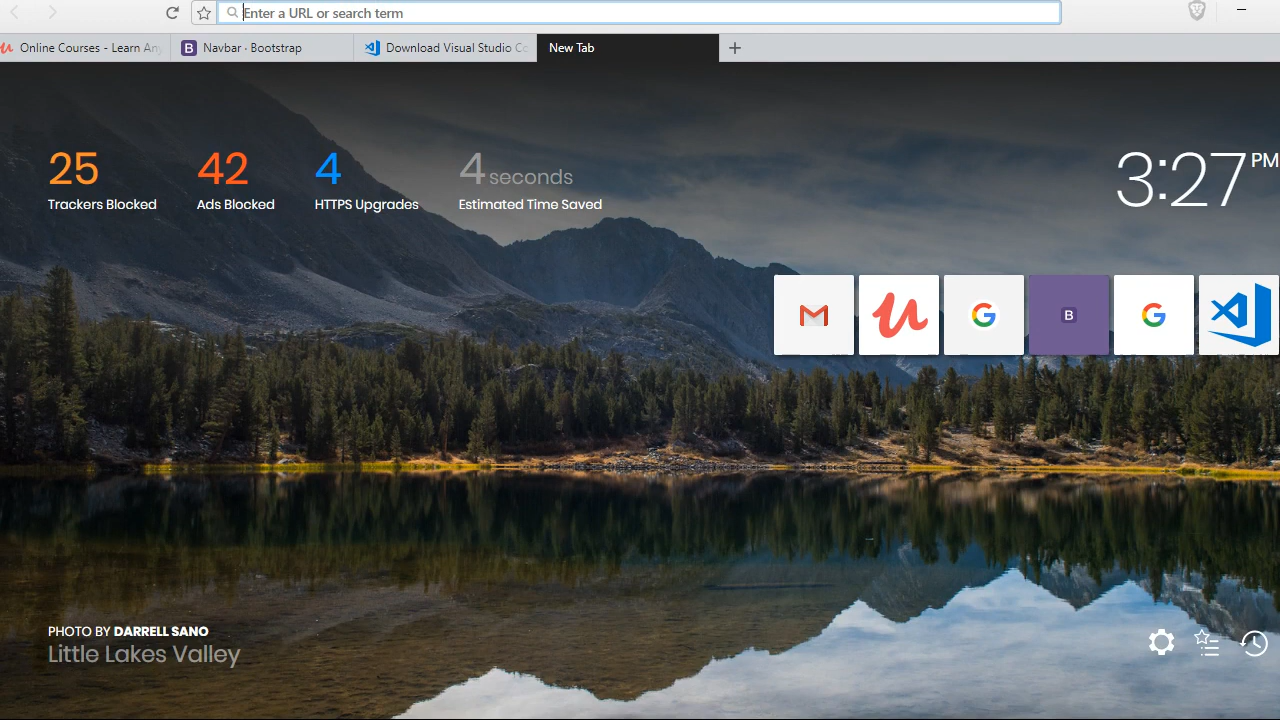 Enter a URL or search term
Online Courses - Learn Any
Navbar · Bootstrap
Download Visual Studio Co
New Tab
25
Trackers Blocked
42
Ads Blocked
4
HTTPS Upgrades
4 seconds
Estimated Time Saved
3:27 PM
B
PHOTO BY DARRELL SANO
Little Lakes Valley